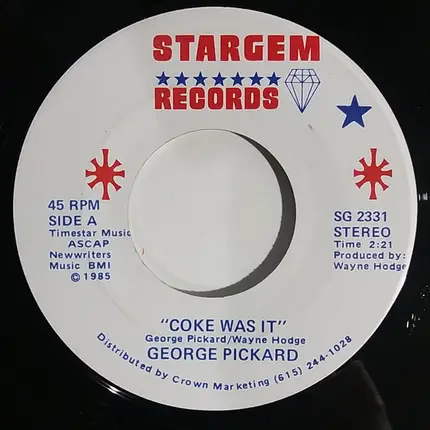 STARGEM
RECORDS
45 RPM
SIDE A
Timestar Music
ASCAP
Newwriters
Music BMI
© 1985
SG 2331
STEREO
Time 2:21
Produced by:
Wayne Hodge
"COKE WAS IT"
George Pickard/Wayne Hodge
GEORGE PICKARD
Distributed by Crown Marketing (615) 244-1028